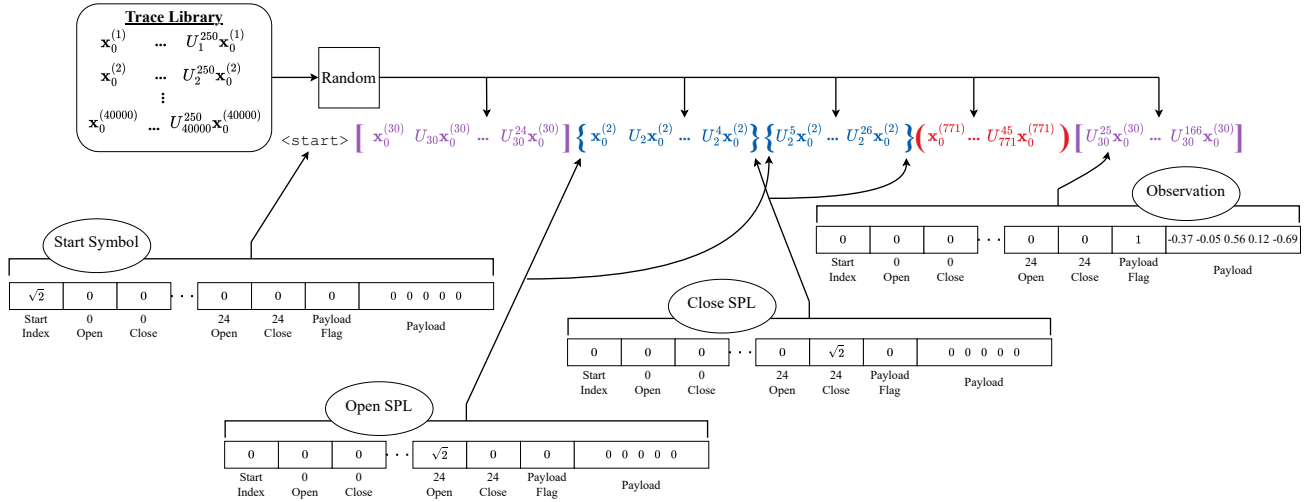 Trace Library
x₀⁽¹⁾ ... U₁²⁵⁰x₀⁽¹⁾
x₀⁽²⁾ ... U₂²⁵⁰x₀⁽²⁾
⋮
x₀⁽⁴⁰⁰⁰⁰⁾ ... U₄₀₀₀₀²⁵⁰x₀⁽⁴⁰⁰⁰⁰⁾
Random
<start> [ x₀⁽³⁰⁾ U₃₀x₀⁽³⁰⁾ ... U₃₀²⁴x₀⁽³⁰⁾ ] { x₀⁽²⁾ U₂x₀⁽²⁾ ... U₂⁴x₀⁽²⁾ } { U₂⁵x₀⁽²⁾ ... U₂²⁶x₀⁽²⁾ } ( x₀⁽⁷⁷¹⁾ ... U₇₇₁⁴⁵x₀⁽⁷⁷¹⁾ ) [ U₃₀²⁵x₀⁽³⁰⁾ ... U₃₀¹⁶⁶x₀⁽³⁰⁾ ]
Observation
0 0 0 ... 0 0 1 -0.37 -0.05 0.56 0.12 -0.69
Start 0 0 24 24 Payload Payload
Index Open Close Open Close Flag
Start Symbol
√2 0 0 ... 0 0 0 0 0 0 0 0
Start 0 0 24 24 Payload Payload
Index Open Close Open Close Flag
Close SPL
0 0 0 ... 0 √2 0 0 0 0 0 0
Start 0 0 24 24 Payload Payload
Index Open Close Open Close Flag
Open SPL
0 0 0 ... √2 0 0 0 0 0 0 0
Start 0 0 24 24 Payload Payload
Index Open Close Open Close Flag